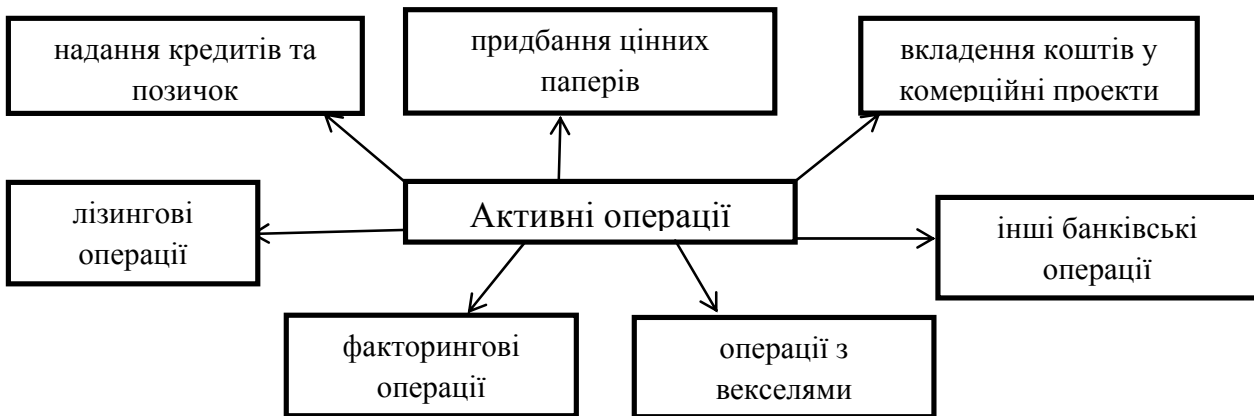 надання кредитів та
позичок
придбання цінних
паперів
вкладення коштів у
комерційні проекти
лізингові
операції
Активні операції
інші банківські
операції
факторингові
операції
операції з
векселями